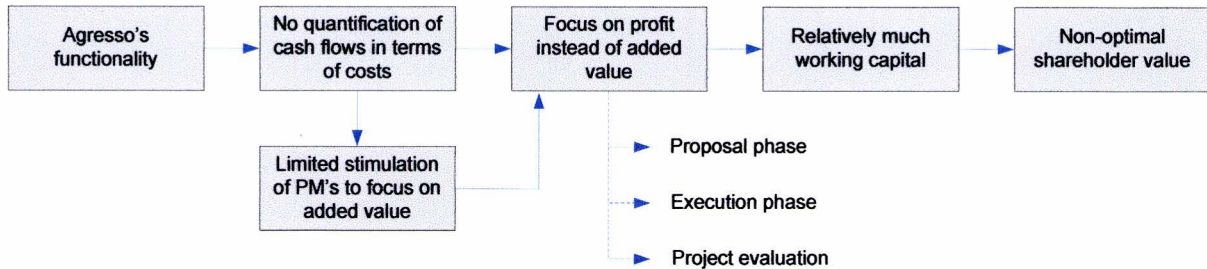 Agresso's
functionality
No quantification of
cash flows in terms
of costs
Focus on profit
instead of added
value
Relatively much
working capital
Non-optimal
shareholder value
Limited stimulation
of PM's to focus on
added value
Proposal phase
Execution phase
Project evaluation